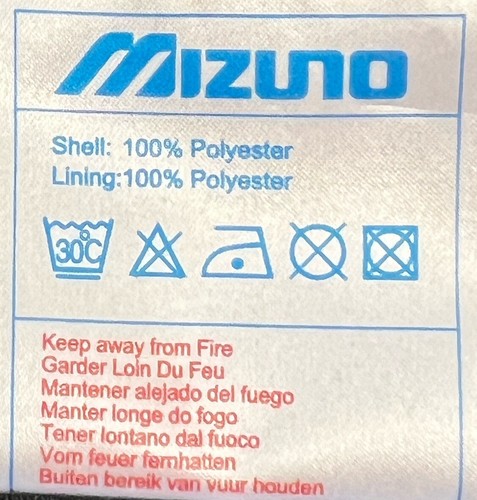 MIZUNO
Shell: 100% Polyester
Lining:100% Polyester
30°C
Keep away from Fire
Garder Loin Du Feu
Mantener alejado del fuego
Manter longe do fogo
Tener lontano dal fuoco
Vom feuer fernhatten
Buiten bereik van vuur houden